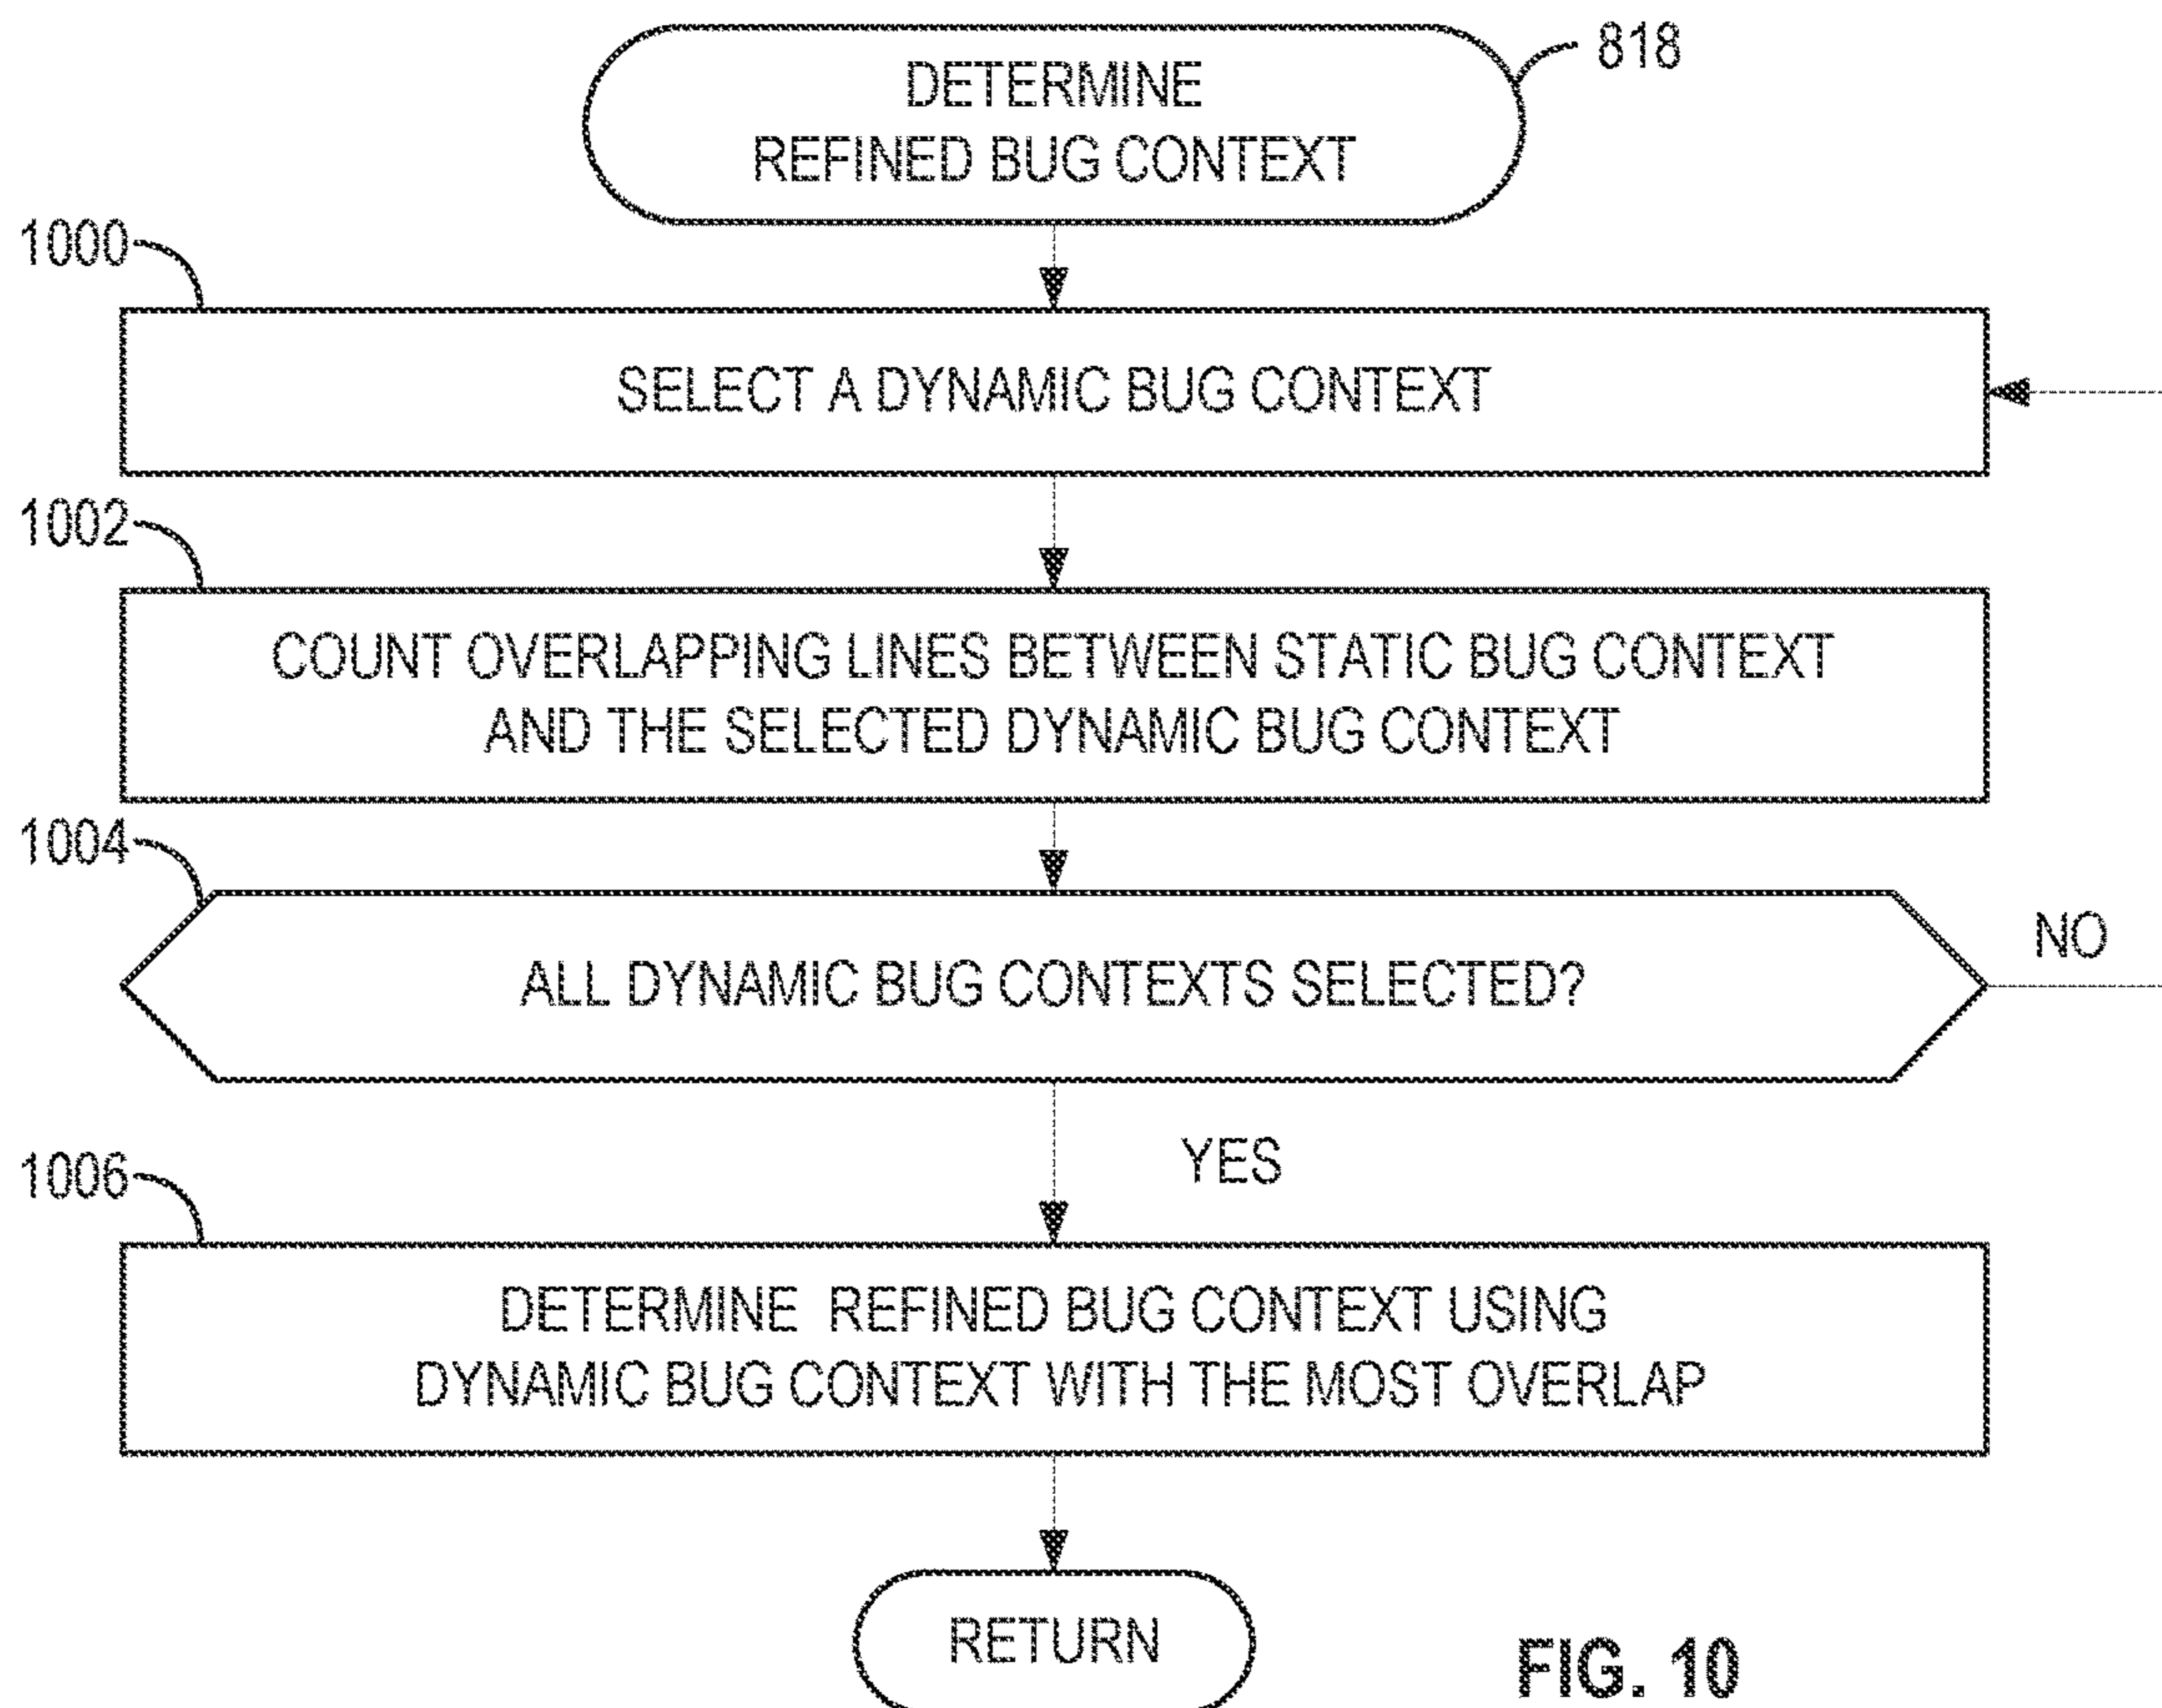 818
DETERMINE
REFINED BUG CONTEXT
1000
SELECT A DYNAMIC BUG CONTEXT
1002
COUNT OVERLAPPING LINES BETWEEN STATIC BUG CONTEXT
AND THE SELECTED DYNAMIC BUG CONTEXT
1004
ALL DYNAMIC BUG CONTEXTS SELECTED?
NO
YES
1006
DETERMINE REFINED BUG CONTEXT USING
DYNAMIC BUG CONTEXT WITH THE MOST OVERLAP
RETURN
FIG. 10